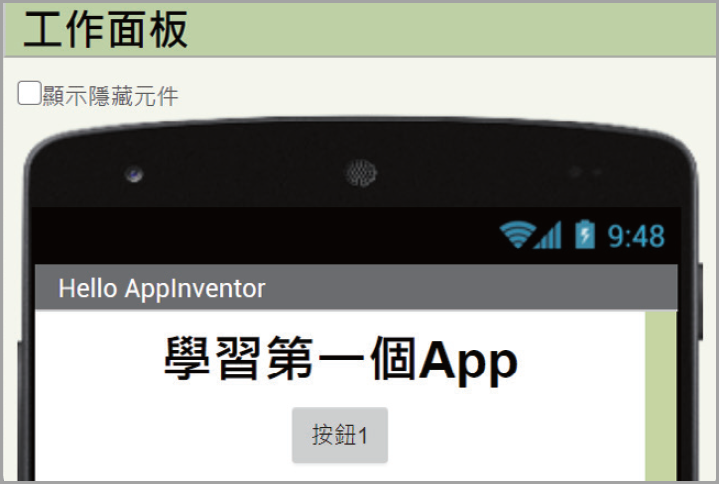 工作面板
顯示隱藏元件
9:48
Hello AppInventor
學習第一個App
按鈕1